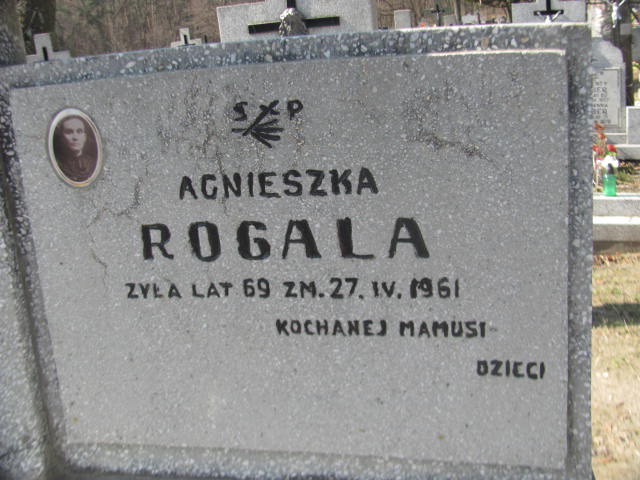 S X P
AGNIESZKA
ROGALA
ZYŁA LAT 69 ZM. 27. IV. 1961
KOCHANEJ MAMUSI
DZIECI